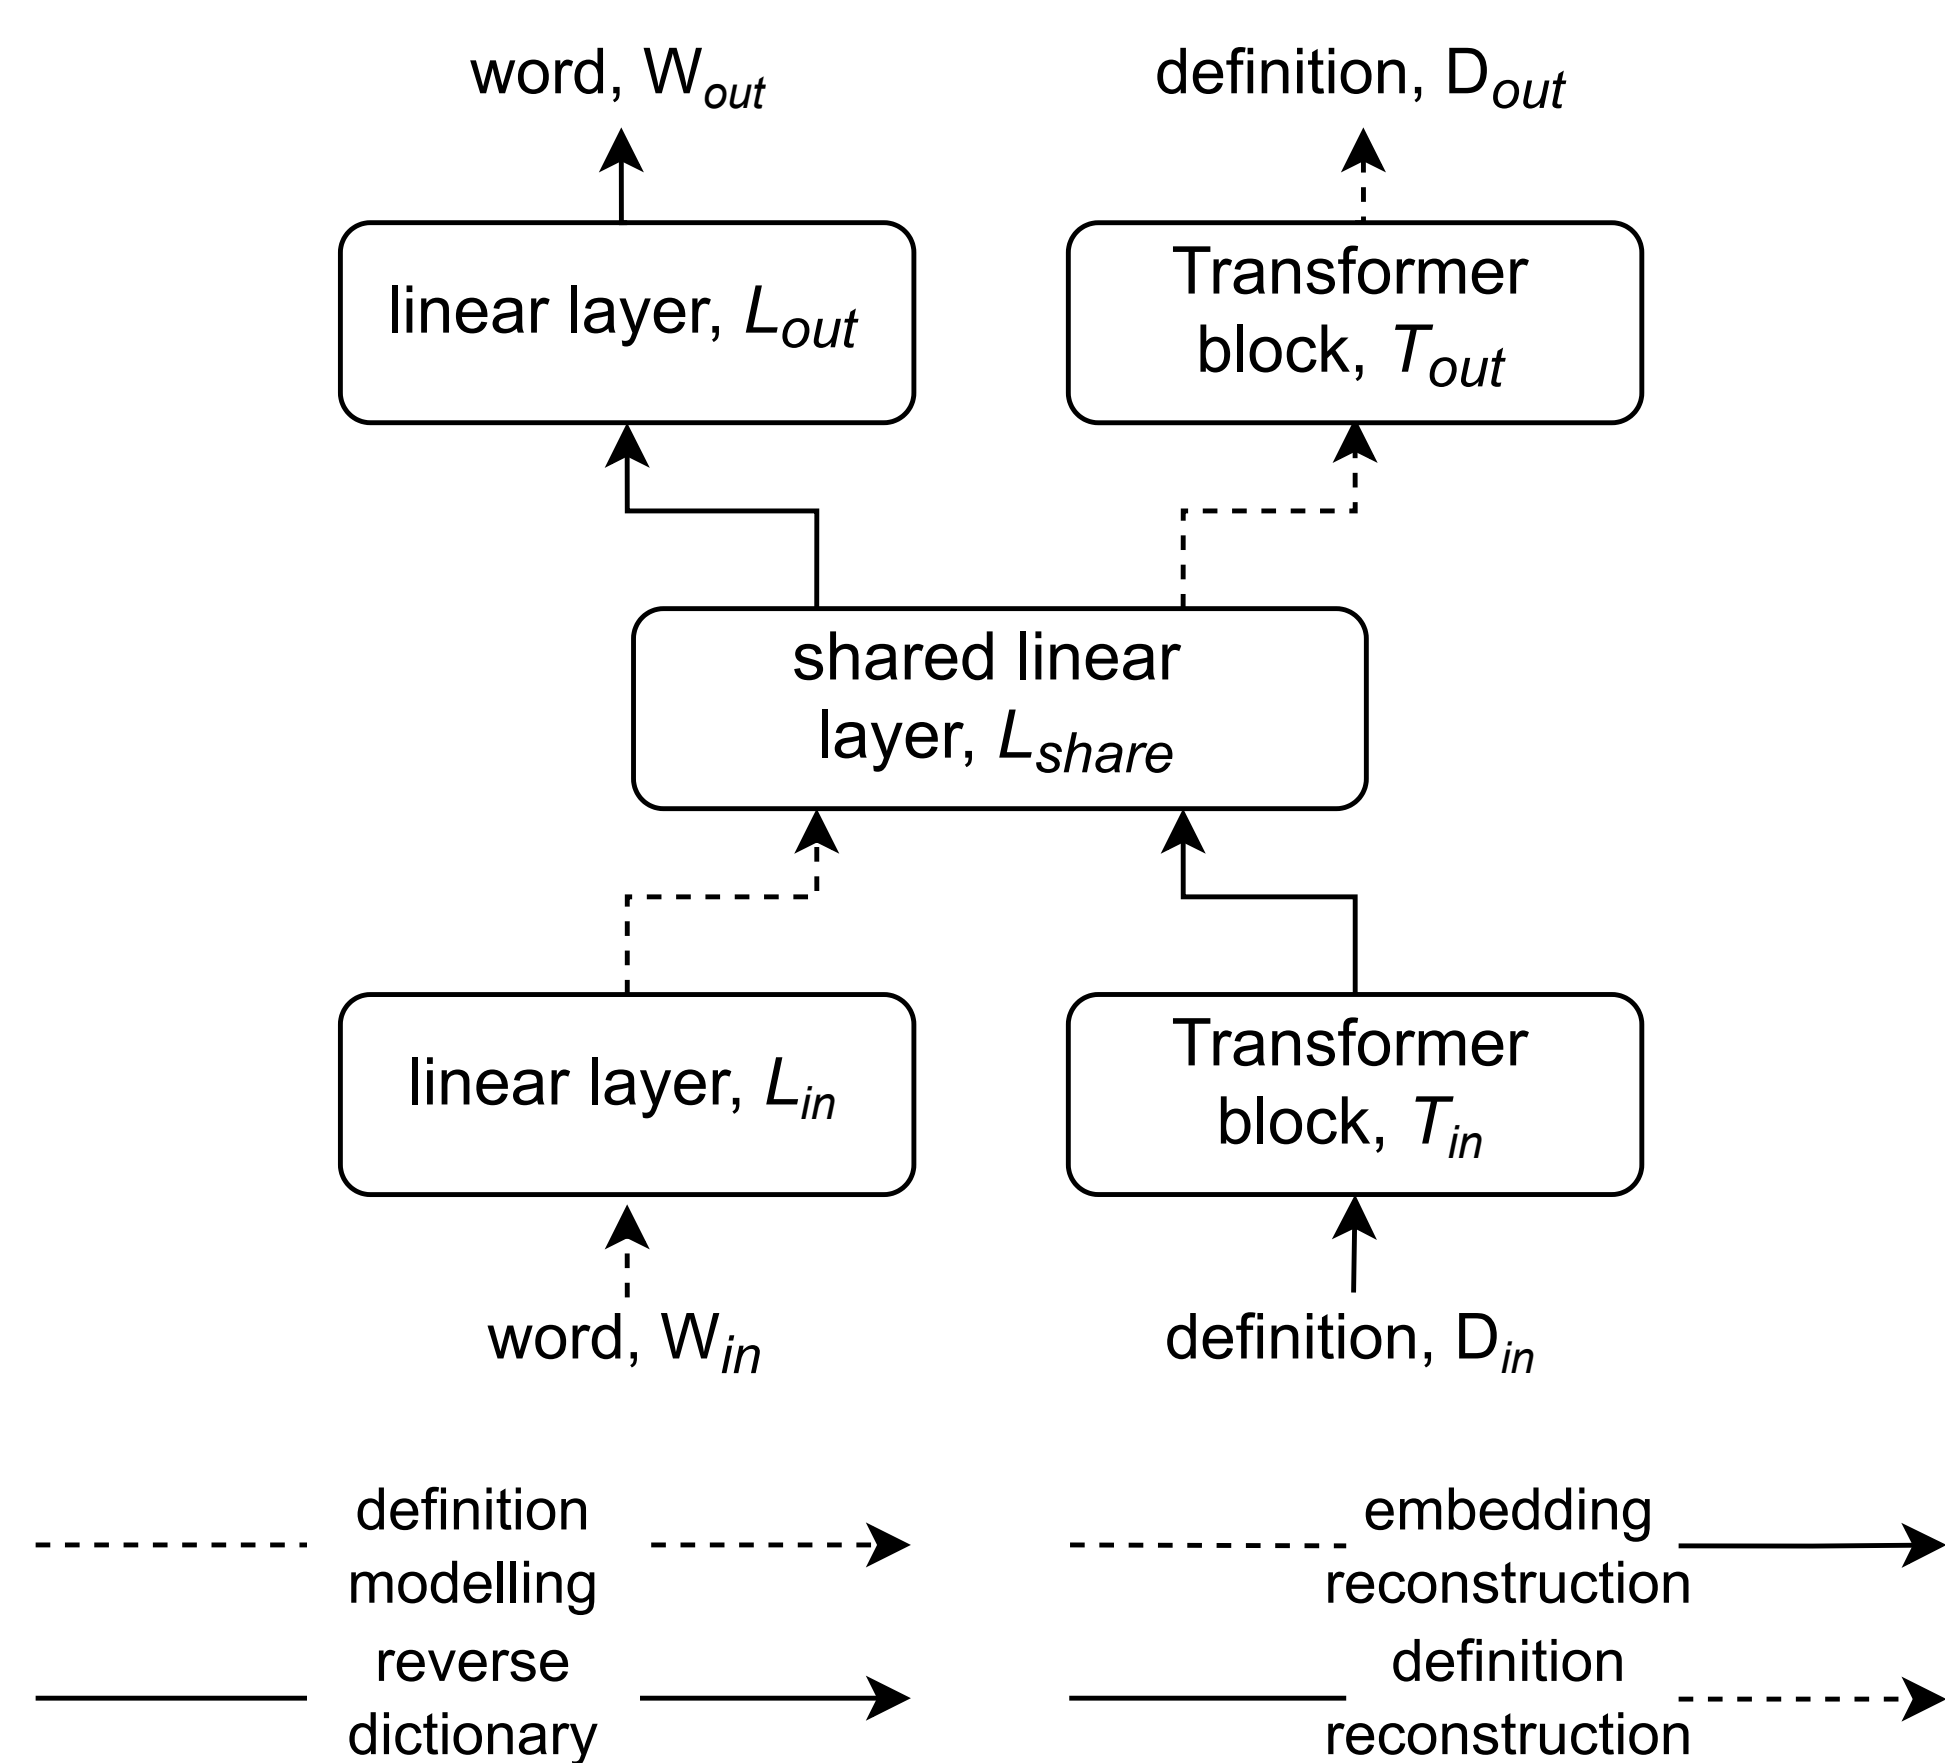 word, W_out
definition, D_out
linear layer, L_out
Transformer
block, T_out
shared linear
layer, L_share
linear layer, L_in
Transformer
block, T_in
word, W_in
definition, D_in
definition
modelling
embedding
reconstruction
reverse
dictionary
definition
reconstruction